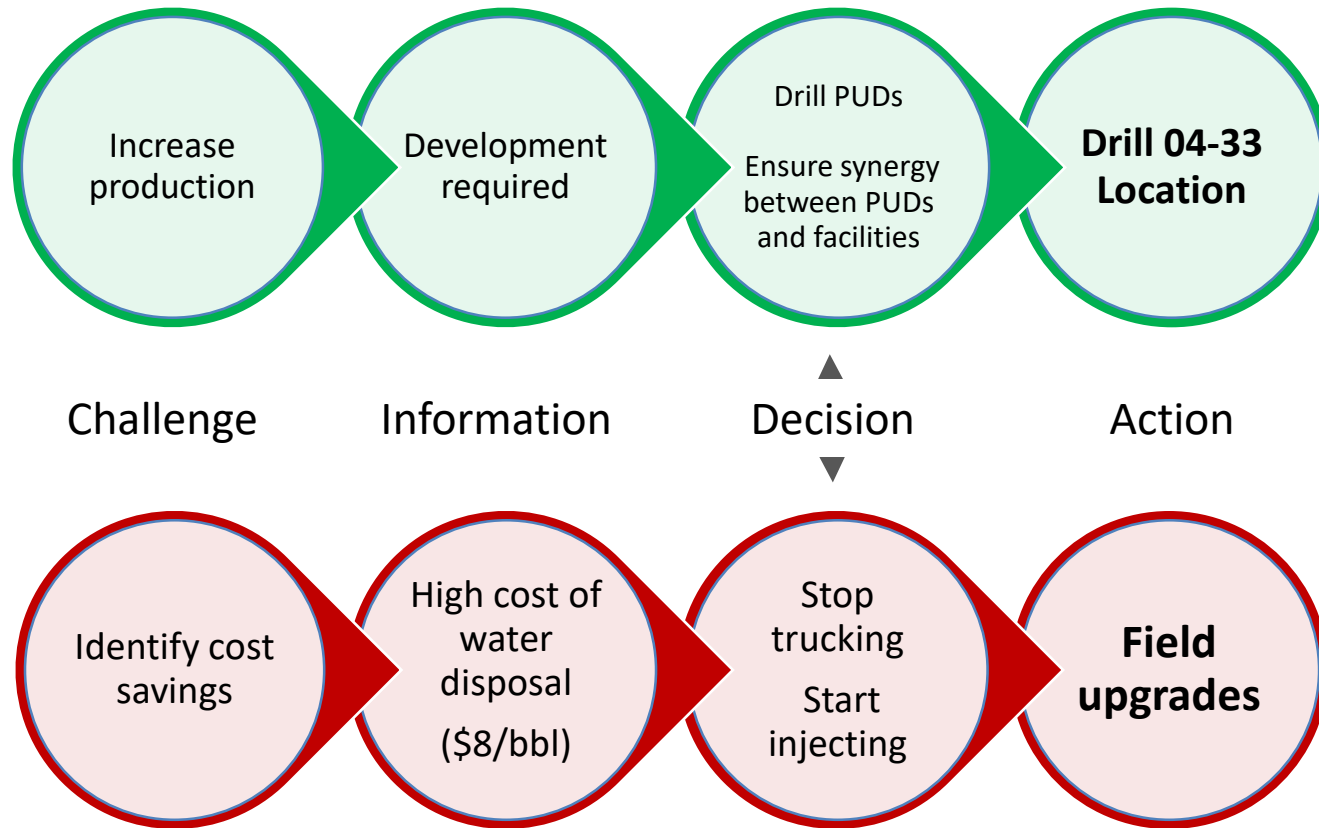 Increase
production
Development
required
Drill PUDs
Ensure synergy
between PUDs
and facilities
Drill 04-33
Location
Challenge
Information
Decision
Action
Identify cost
savings
High cost of
water
disposal
($8/bbl)
Stop
trucking
Start
injecting
Field
upgrades